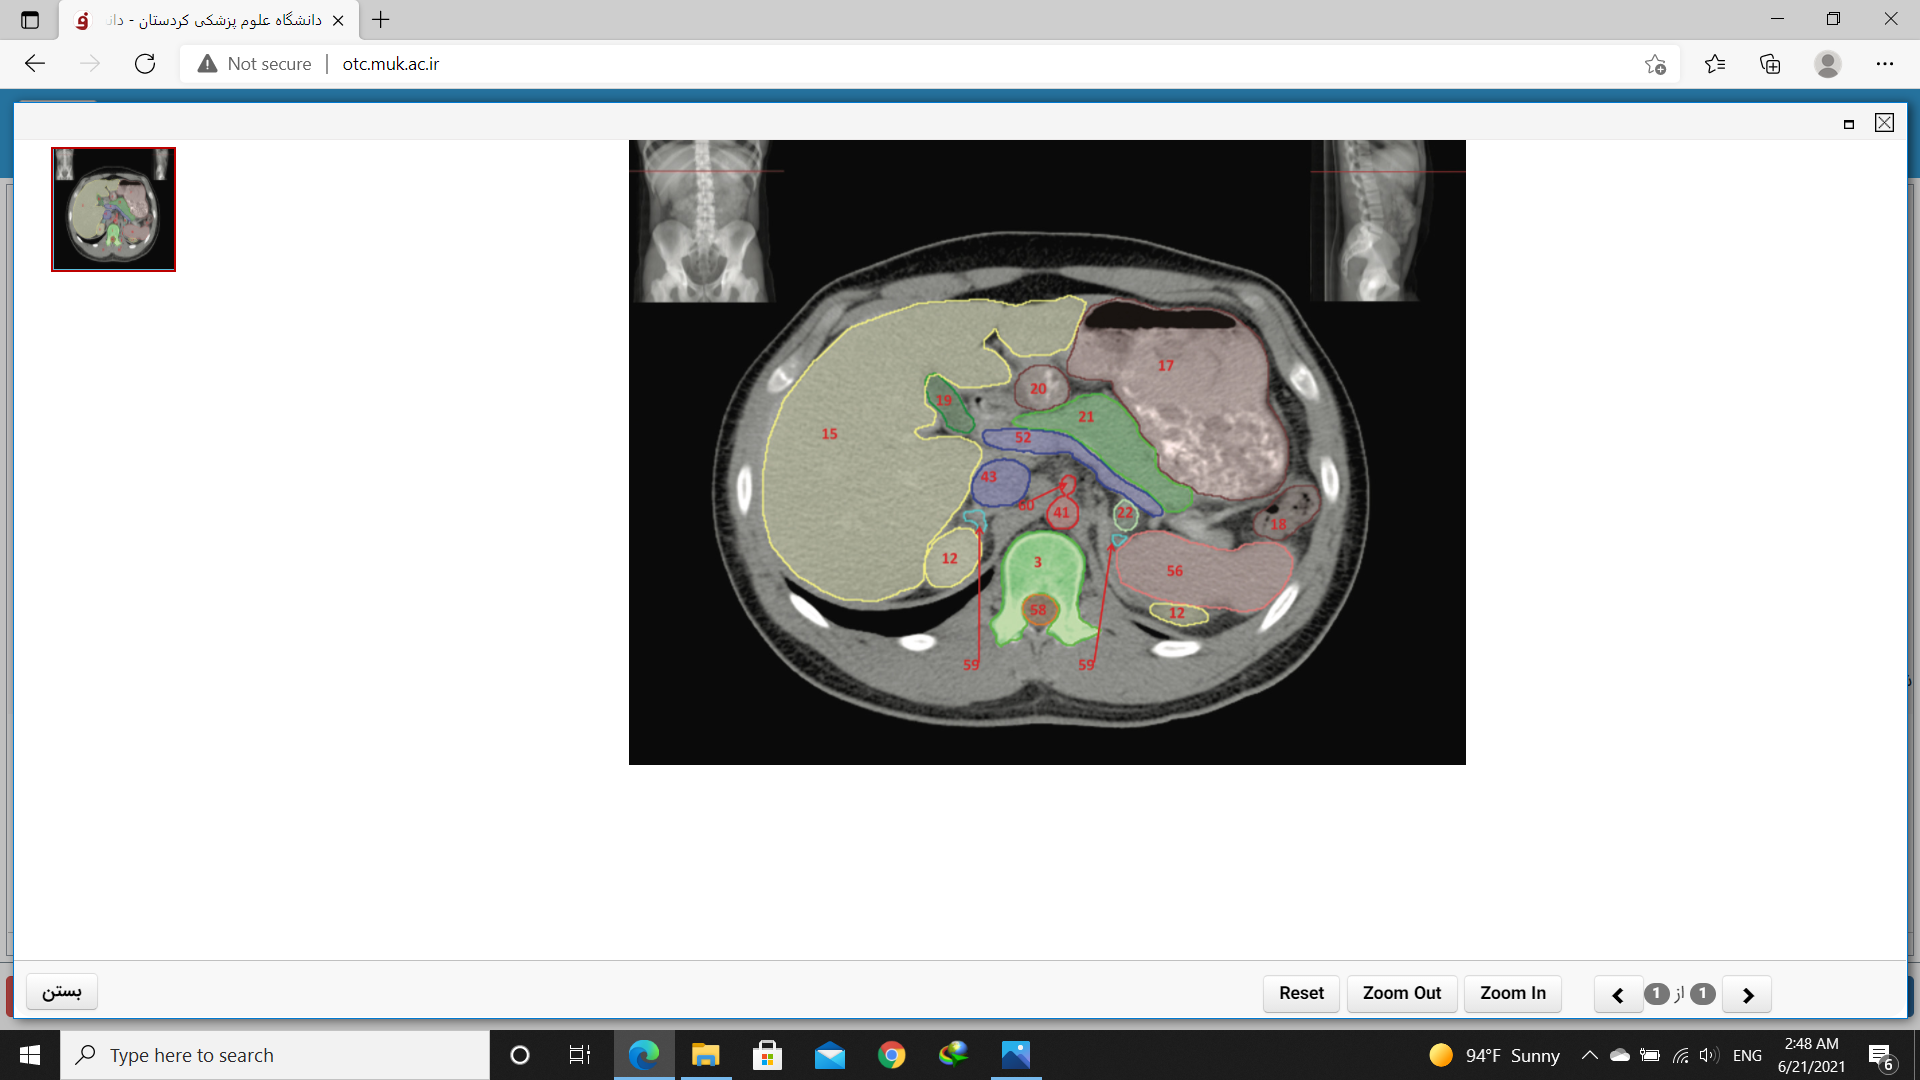 دانشگاه علوم پزشکی کردستان - دان
Not secure
otc.muk.ac.ir
17
20
19
21
15
52
43
60
41
22
18
12
3
56
58
12
59
59
بستن
Reset
Zoom Out
Zoom In
1 از 1
Type here to search
94°F Sunny
ENG
2:48 AM
6/21/2021
6